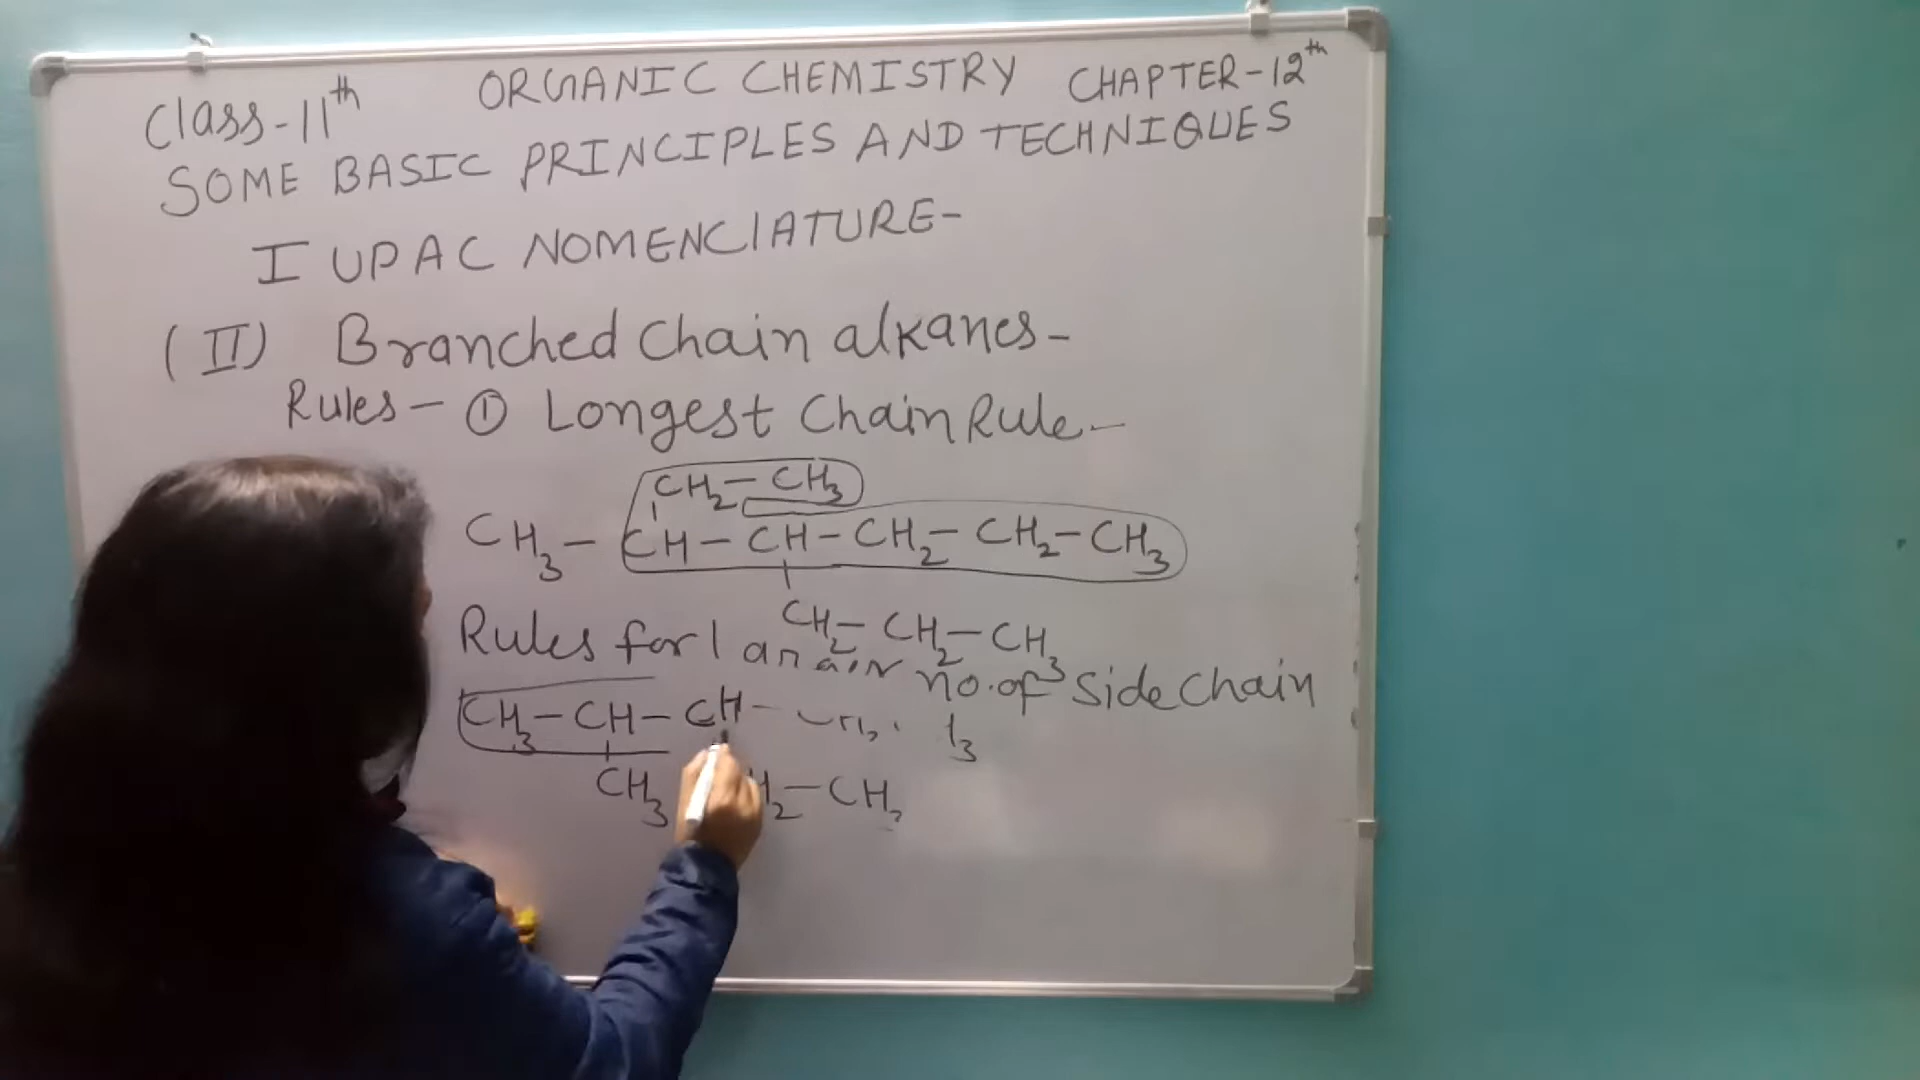 Class-11th ORGANIC CHEMISTRY CHAPTER-12th
SOME BASIC PRINCIPLES AND TECHNIQUES
IUPAC NOMENCLATURE-
(II) Branched Chain alkanes-
Rules- ① Longest Chain Rule-
CH2-CH3
CH3-CH-CH-CH2-CH2-CH3
CH2-CH2-CH3
Rules for no. of Side Chain
CH3-CH-CH-
CH3 H2-CH